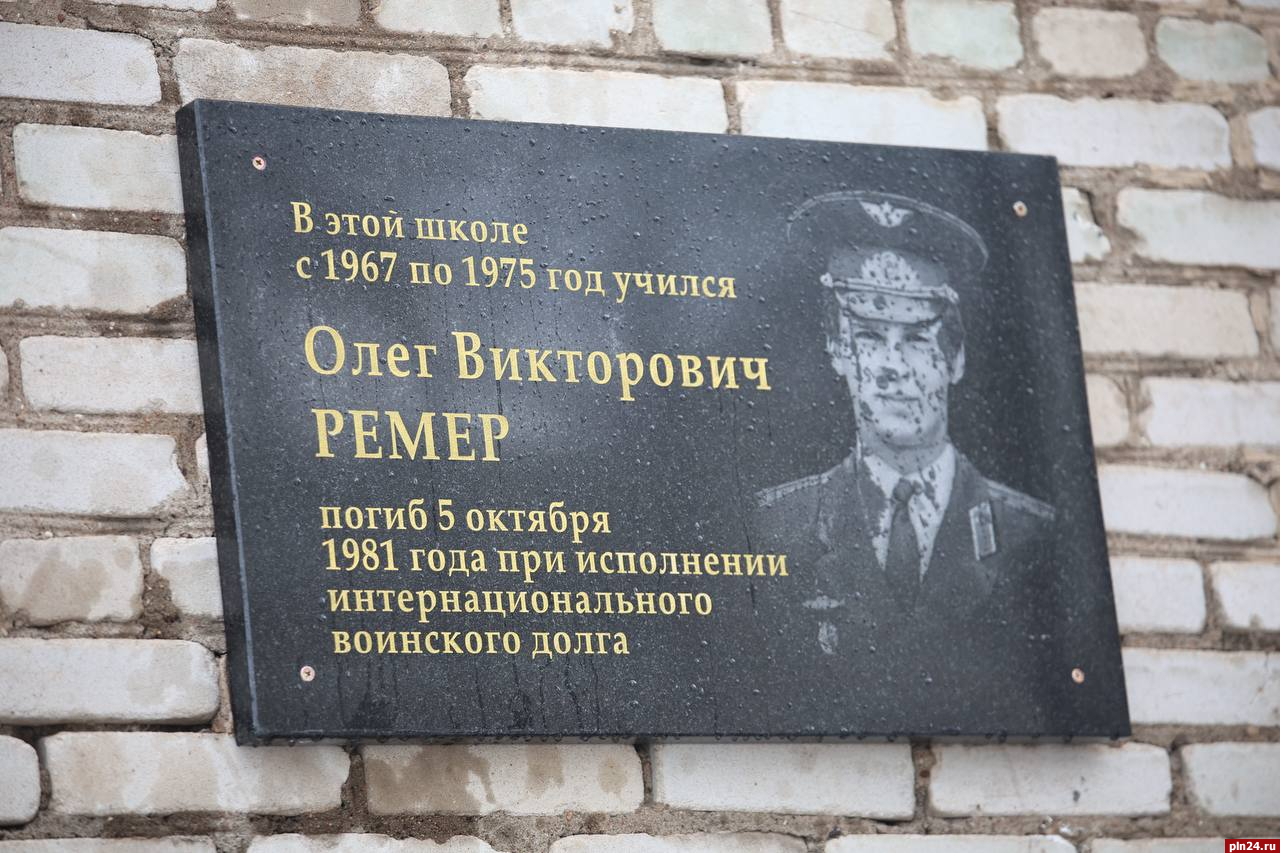 В этой школе
с 1967 по 1975 год учился
Олег Викторович
РЕМЕР
погиб 5 октября
1981 года при исполнении
интернационального
воинского долга
pln24.ru